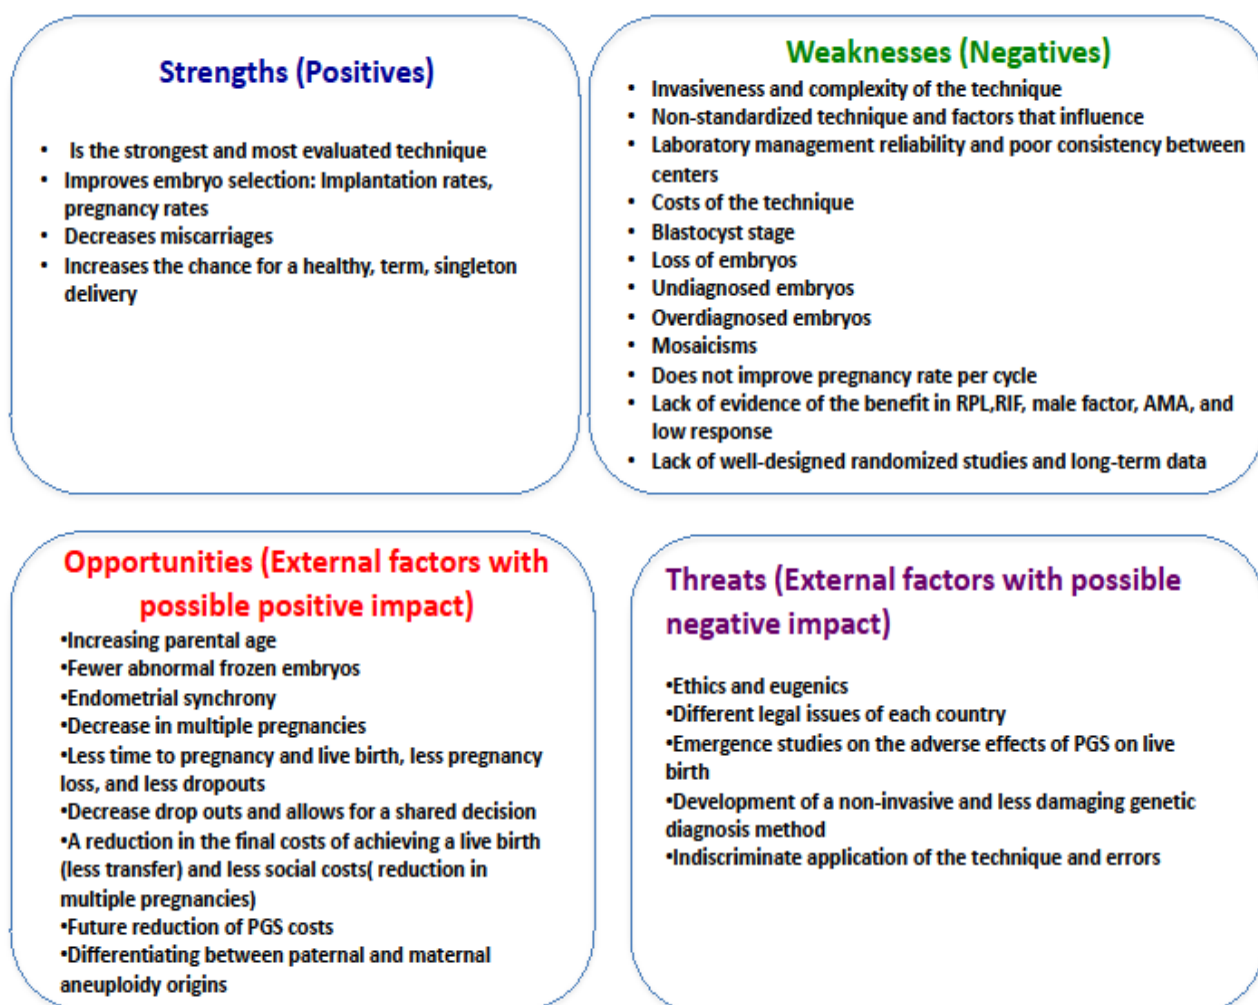 Strengths (Positives)
• Is the strongest and most evaluated technique
• Improves embryo selection: Implantation rates,
pregnancy rates
• Decreases miscarriages
• Increases the chance for a healthy, term, singleton
delivery
Weaknesses (Negatives)
• Invasiveness and complexity of the technique
• Non-standardized technique and factors that influence
• Laboratory management reliability and poor consistency between
centers
• Costs of the technique
• Blastocyst stage
• Loss of embryos
• Undiagnosed embryos
• Overdiagnosed embryos
• Mosaicisms
• Does not improve pregnancy rate per cycle
• Lack of evidence of the benefit in RPL,RIF, male factor, AMA, and
low response
• Lack of well-designed randomized studies and long-term data
Opportunities (External factors with
possible positive impact)
•Increasing parental age
•Fewer abnormal frozen embryos
•Endometrial synchrony
•Decrease in multiple pregnancies
•Less time to pregnancy and live birth, less pregnancy
loss, and less dropouts
•Decrease drop outs and allows for a shared decision
•A reduction in the final costs of achieving a live birth
(less transfer) and less social costs( reduction in
multiple pregnancies)
•Future reduction of PGS costs
•Differentiating between paternal and maternal
aneuploidy origins
Threats (External factors with possible
negative impact)
•Ethics and eugenics
•Different legal issues of each country
•Emergence studies on the adverse effects of PGS on live
birth
•Development of a non-invasive and less damaging genetic
diagnosis method
•Indiscriminate application of the technique and errors